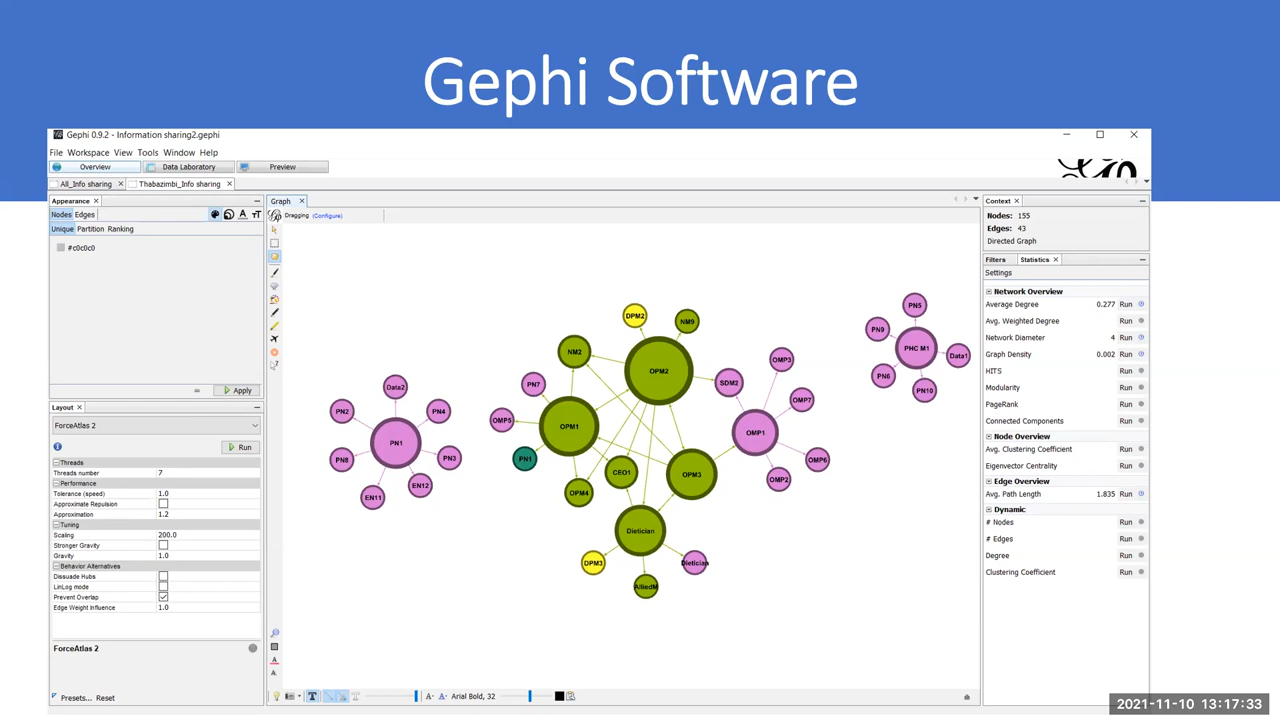 Gephi Software
Gephi 0.9.2 - Information sharing2.gephi
File Workspace View Tools Window Help
Overview Data Laboratory Preview
All_Info sharing Thabazimbi_Info sharing
Appearance
Nodes Edges
Unique Partition Ranking
#c0c0c0
Apply
Layout
ForceAtlas 2
Run
Threads
Threads number 7
Performance
Tolerance (speed) 1.0
Approximate Repulsion
Approximation 1.2
Tuning
Scaling 200.0
Stronger Gravity
Gravity 1.0
Behavior Alternatives
Dissuade Hubs
LinLog mode
Prevent Overlap
Edge Weight Influence 1.0
ForceAtlas 2
Presets... Reset
Graph
Dragging (Configure)
DPM2
NM9
NM2
OPM2
PN7
SDM2
OMP3
OMP7
OMP5
OPM1
OMP1
PN1
CEO1
OPM3
OMP6
OMP2
OPM4
Dietician
DPM3
Dietician
AlliedM
Data2
PN2
PN4
PN1
PN8
PN3
EN11
EN12
PN5
PN9
PHC M1
Data1
PN6
PN10
Arial Bold, 32
Context
Nodes: 155
Edges: 43
Directed Graph
Filters Statistics
Settings
Network Overview
Average Degree 0.277 Run
Avg. Weighted Degree Run
Network Diameter 4 Run
Graph Density 0.002 Run
HITS Run
Modularity Run
PageRank Run
Connected Components Run
Node Overview
Avg. Clustering Coefficient Run
Eigenvector Centrality Run
Edge Overview
Avg. Path Length 1.835 Run
Dynamic
# Nodes Run
# Edges Run
Degree Run
Clustering Coefficient Run
2021-11-10 13:17:33